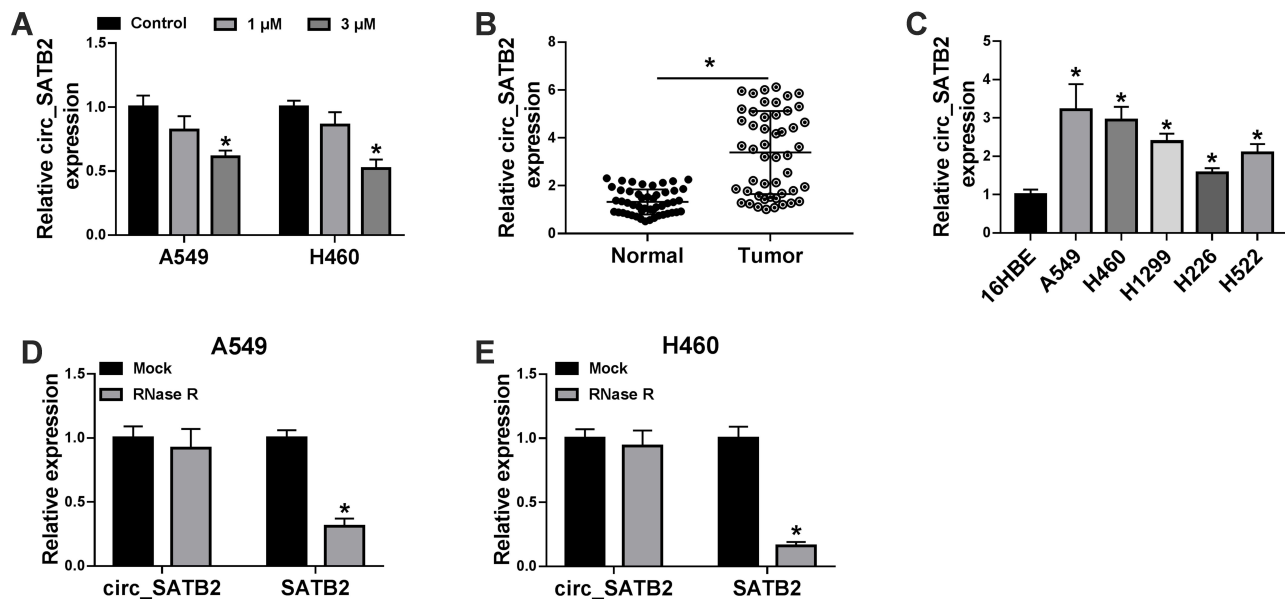 A
Control 1 μM 3 μM
Relative circ_SATB2
expression
1.5
1.0
0.5
0.0
*
*
A549 H460
B
Relative circ_SATB2
expression
8
6
4
2
0
*
Normal Tumor
C
Relative circ_SATB2
expression
5
4
3
2
1
0
*
*
*
*
*
16HBE
A549
H460
H1299
H226
H522
D
A549
Mock
RNase R
Relative expression
1.5
1.0
0.5
0.0
*
circ_SATB2 SATB2
E
H460
Mock
RNase R
Relative expression
1.5
1.0
0.5
0.0
*
circ_SATB2 SATB2